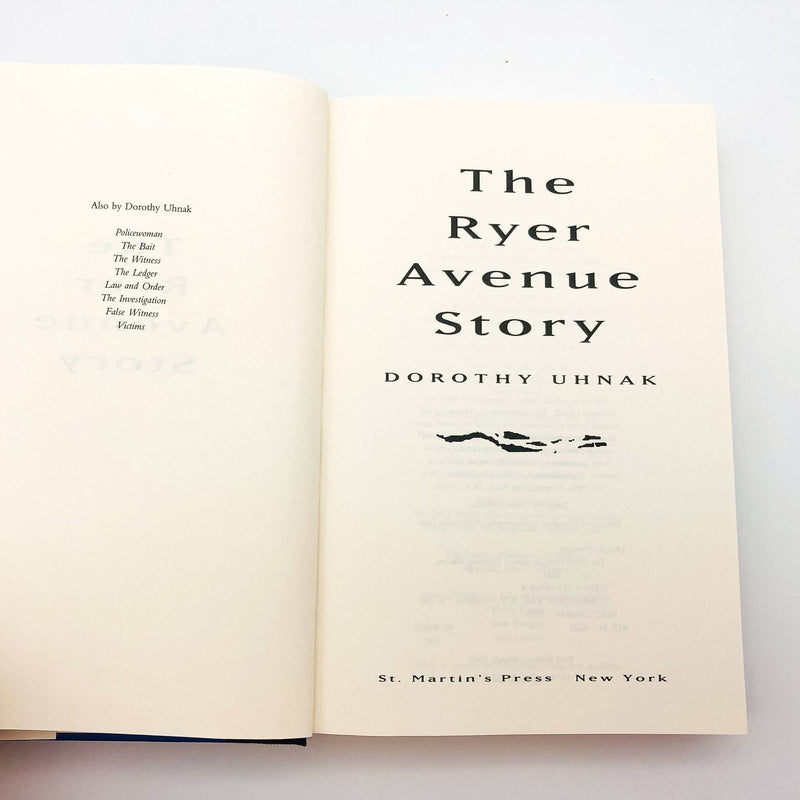 Also by Dorothy Uhnak
Policewoman
The Bait
The Witness
The Ledger
Law and Order
The Investigation
False Witness
Victims
The
Ryer
Avenue
Story
DOROTHY UHNAK
St. Martin's Press New York